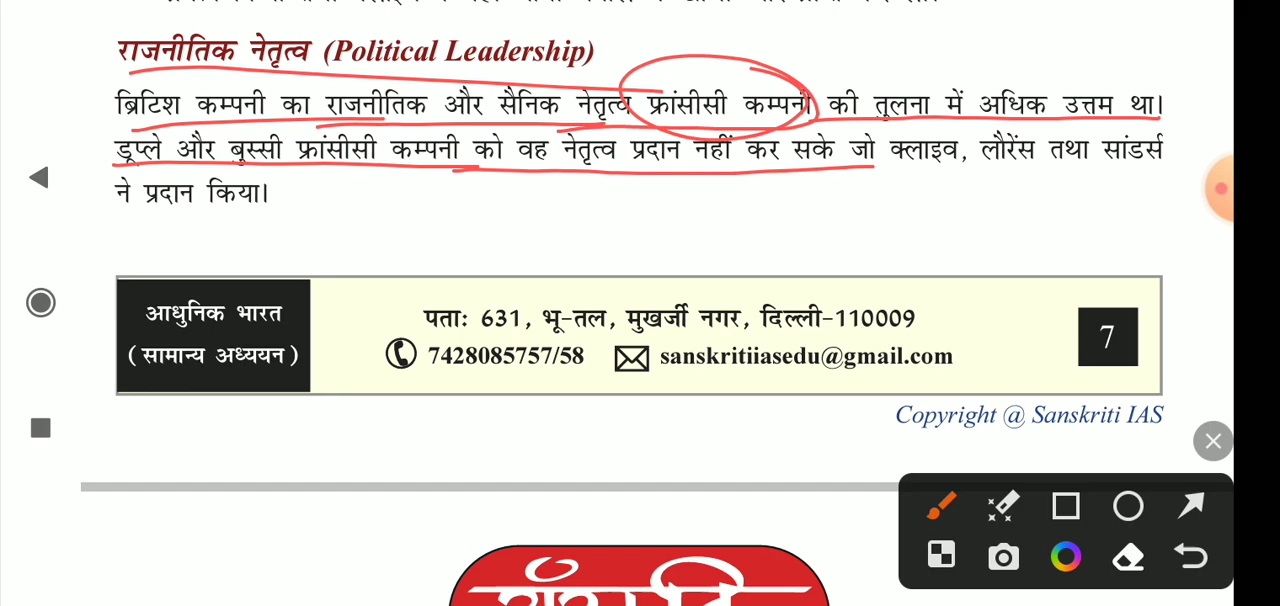 राजनीतिक नेतृत्व (Political Leadership)
ब्रिटिश कम्पनी का राजनीतिक और सैनिक नेतृत्व फ्रांसीसी कम्पनी की तुलना में अधिक उत्तम था।
डूप्ले और बुस्सी फ्रांसीसी कम्पनी को वह नेतृत्व प्रदान नहीं कर सके जो क्लाइव, लौरेंस तथा सांडर्स
ने प्रदान किया।
आधुनिक भारत
(सामान्य अध्ययन)
पताः 631, भू-तल, मुखर्जी नगर, दिल्ली-110009
7428085757/58 sanskritiiasedu@gmail.com
7
Copyright @ Sanskriti IAS